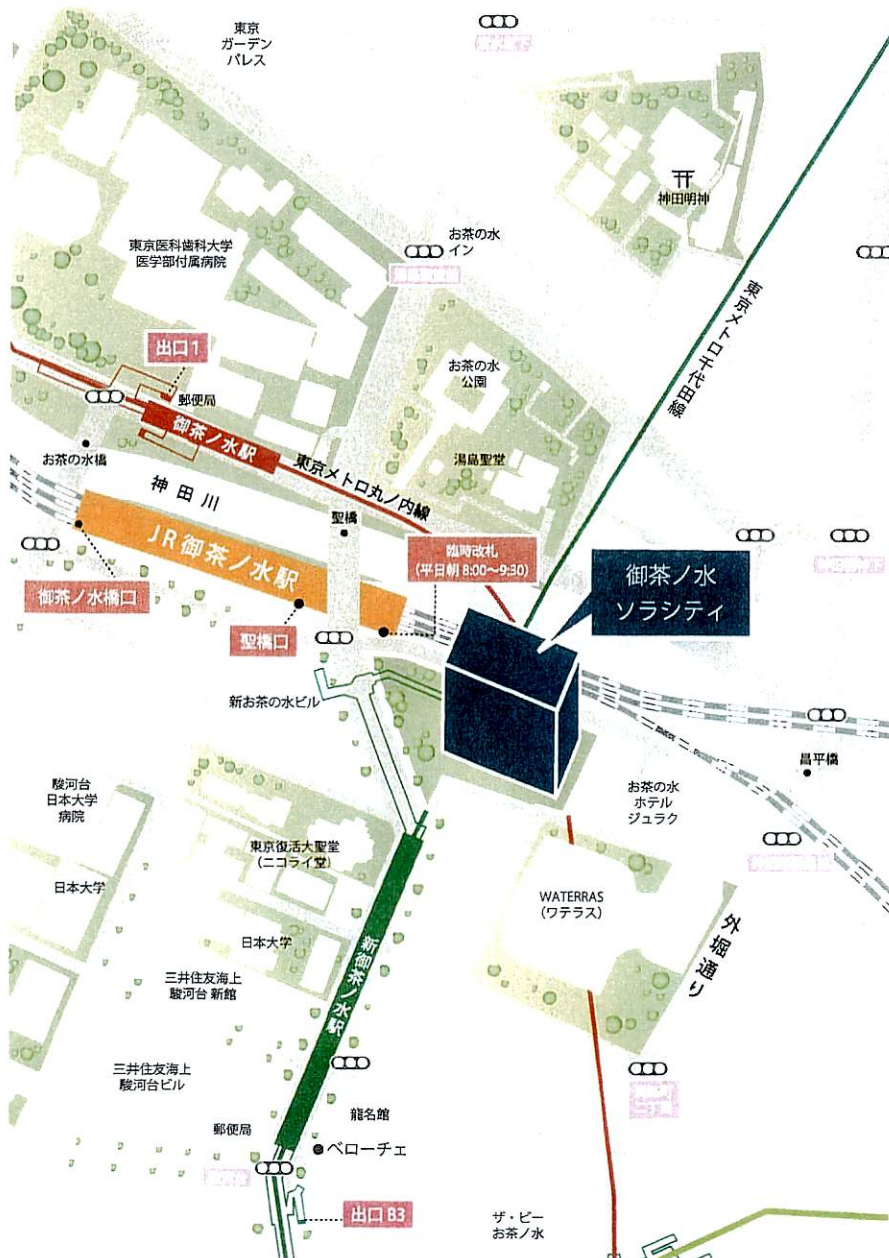 東京
ガーデン
パレス
神田明神
お茶の水
イン
東京医科歯科大学
医学部付属病院
東京メトロ千代田線
出口1
郵便局
お茶の水
公園
御茶ノ水駅
東京メトロ丸ノ内線
湯島聖堂
お茶の水橋
神田川
聖橋
JR御茶ノ水駅
臨時改札
(平日朝 8:00〜9:30)
御茶ノ水
ソラシティ
御茶ノ水橋口
聖橋口
新お茶の水ビル
昌平橋
駿河台
日本大学
病院
お茶の水
ホテル
ジュラク
東京復活大聖堂
(ニコライ堂)
日本大学
WATERRAS
(ワテラス)
外堀通り
日本大学
新御茶ノ水駅
三井住友海上
駿河台 新館
三井住友海上
駿河台ビル
龍名館
郵便局
ベローチェ
出口 B3
ザ・ビー
お茶ノ水